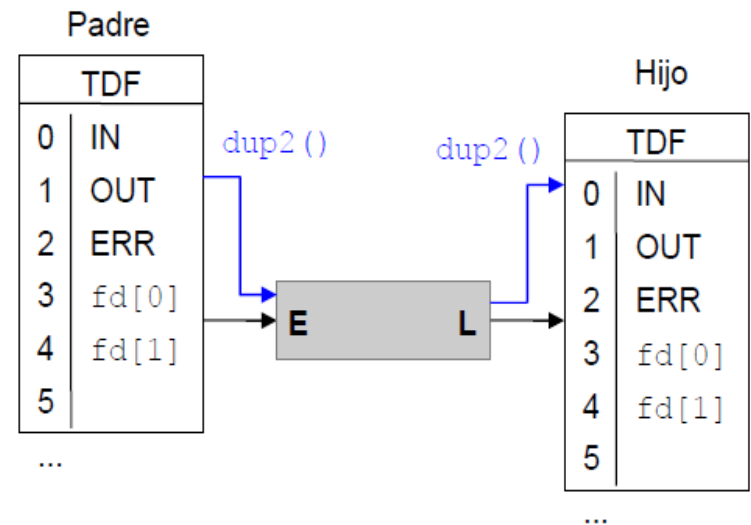 Padre
TDF
0 IN
1 OUT
2 ERR
3 fd[0]
4 fd[1]
5
...
dup2()
E L
dup2()
Hijo
TDF
0 IN
1 OUT
2 ERR
3 fd[0]
4 fd[1]
5
...